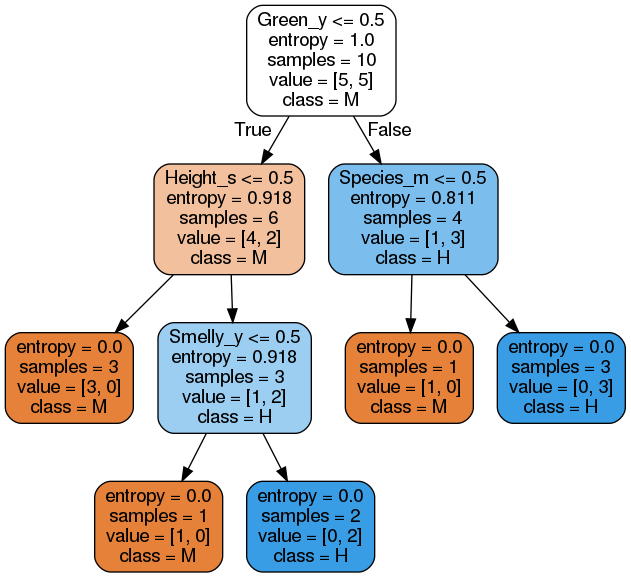 Green_y <= 0.5
entropy = 1.0
samples = 10
value = [5, 5]
class = M
True
False
Height_s <= 0.5
entropy = 0.918
samples = 6
value = [4, 2]
class = M
Species_m <= 0.5
entropy = 0.811
samples = 4
value = [1, 3]
class = H
entropy = 0.0
samples = 3
value = [3, 0]
class = M
Smelly_y <= 0.5
entropy = 0.918
samples = 3
value = [1, 2]
class = H
entropy = 0.0
samples = 1
value = [1, 0]
class = M
entropy = 0.0
samples = 3
value = [0, 3]
class = H
entropy = 0.0
samples = 1
value = [1, 0]
class = M
entropy = 0.0
samples = 2
value = [0, 2]
class = H